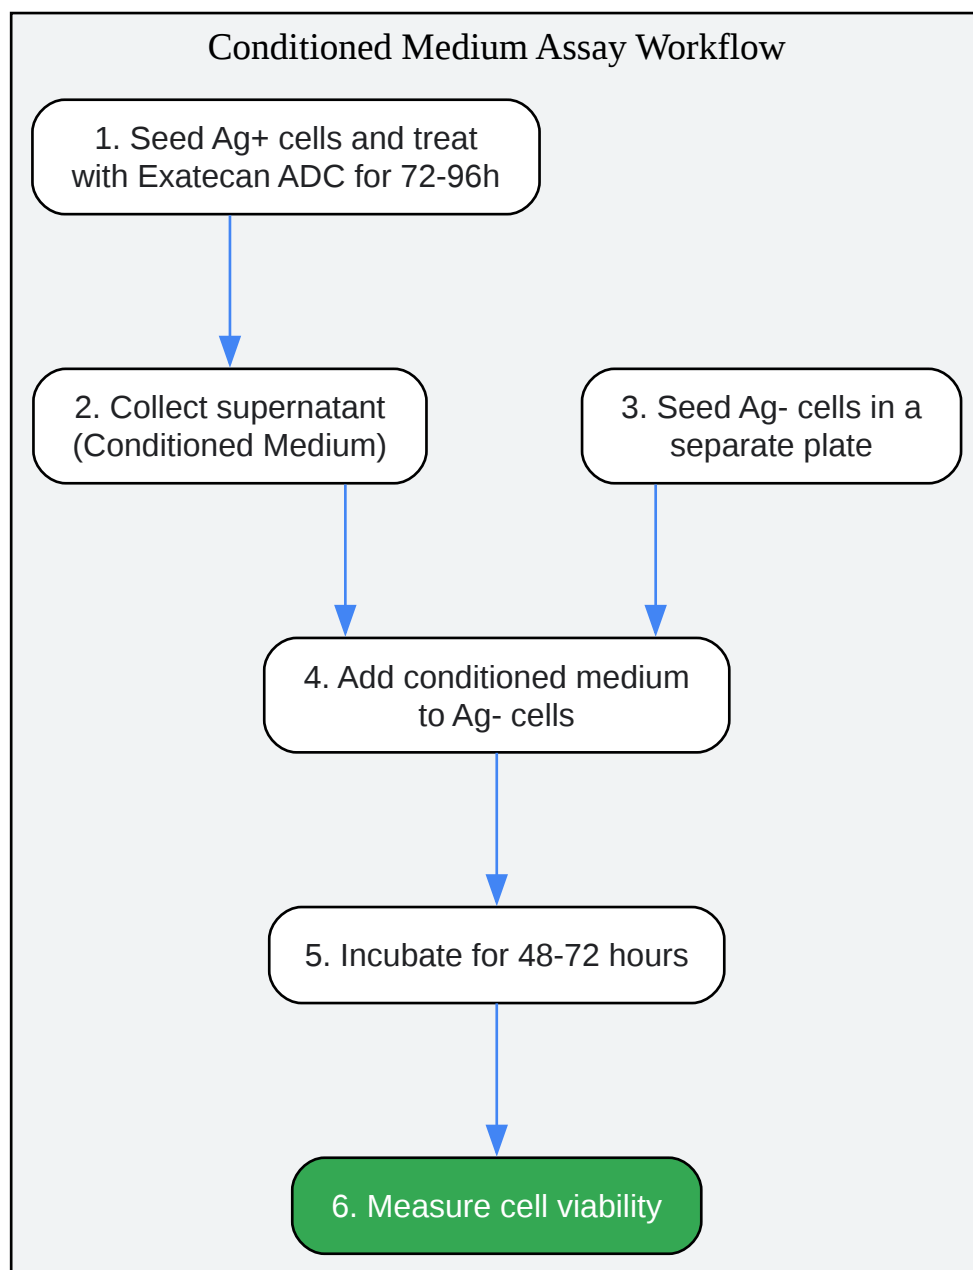 Conditioned Medium Assay Workflow
1. Seed Ag+ cells and treat
with Exatecan ADC for 72-96h
2. Collect supernatant
(Conditioned Medium)
3. Seed Ag- cells in a
separate plate
4. Add conditioned medium
to Ag- cells
5. Incubate for 48-72 hours
6. Measure cell viability